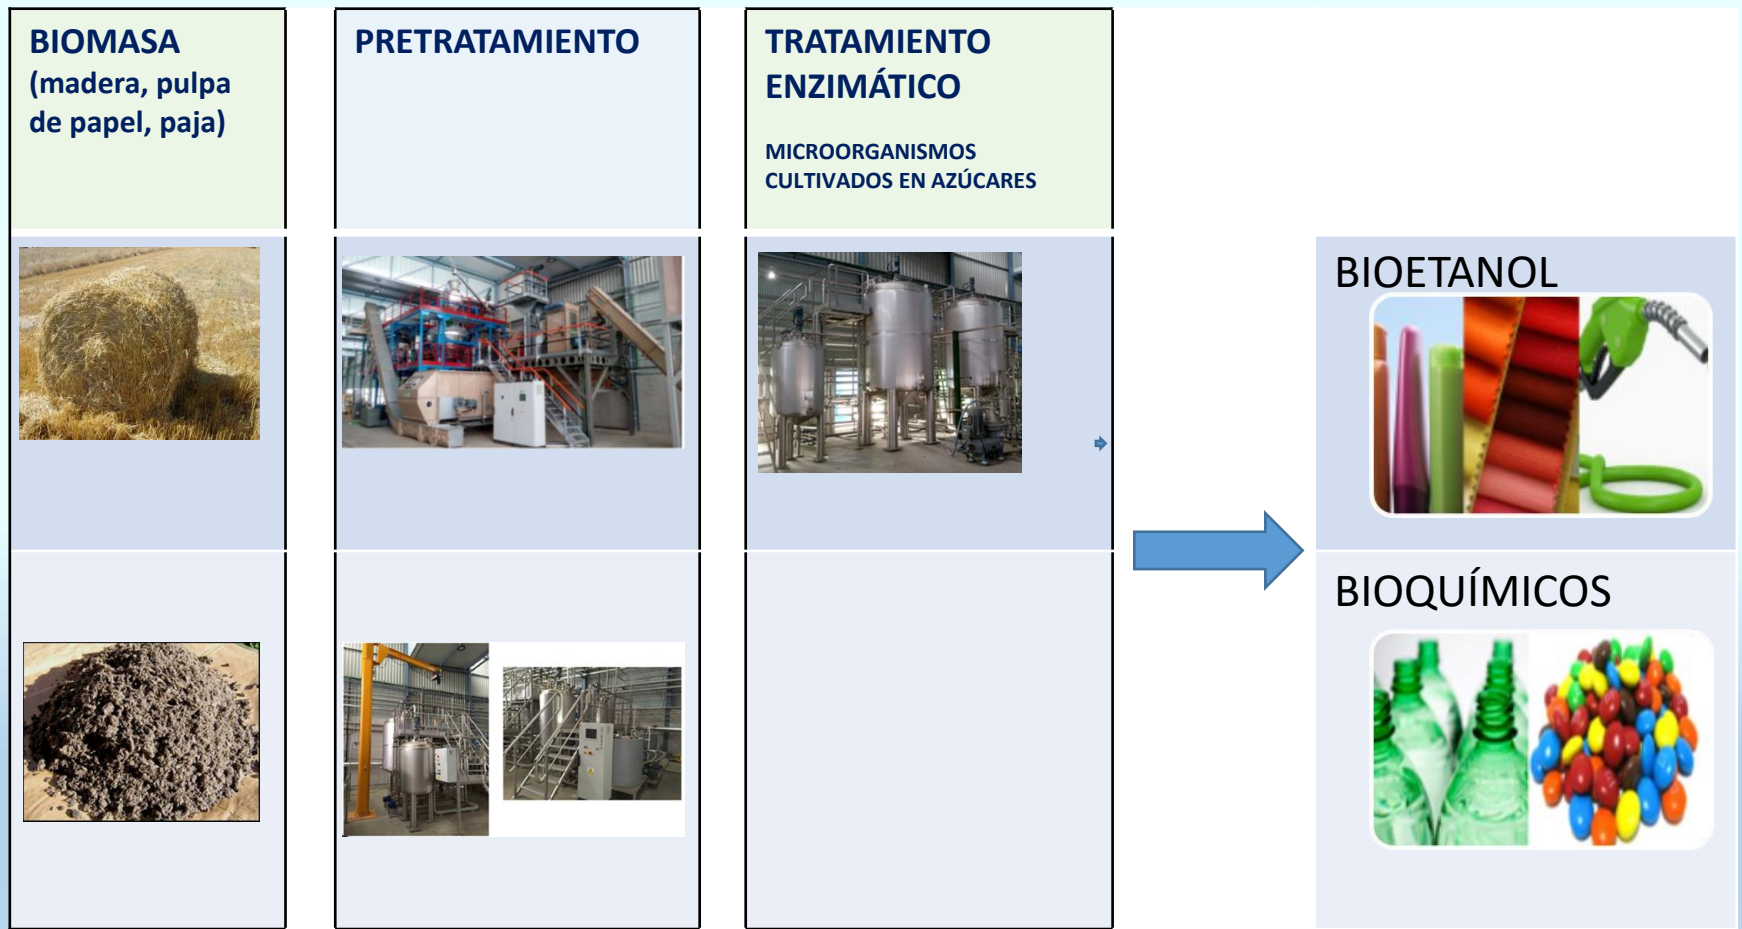 BIOMASA
(madera, pulpa
de papel, paja)
PRETRATAMIENTO
TRATAMIENTO
ENZIMÁTICO
MICROORGANISMOS
CULTIVADOS EN AZÚCARES
BIOETANOL
BIOQUÍMICOS